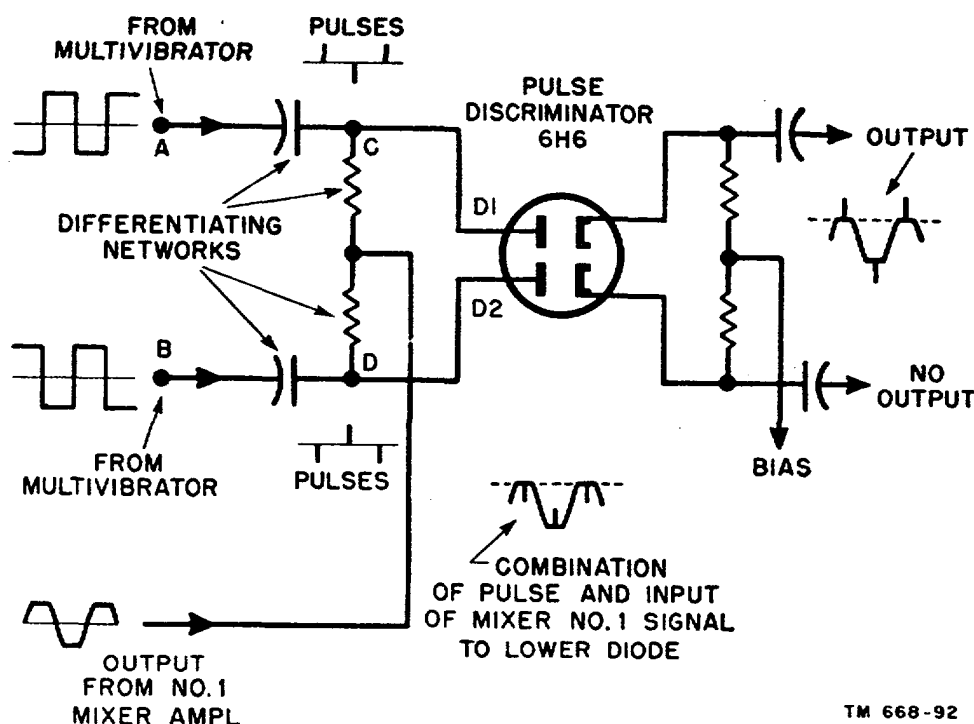 FROM
MULTIVIBRATOR
PULSES
PULSE
DISCRIMINATOR
6H6
A
C
OUTPUT
DIFFERENTIATING
NETWORKS
D1
D2
B
D
NO
OUTPUT
FROM
MULTIVIBRATOR
PULSES
BIAS
COMBINATION
OF PULSE AND INPUT
OF MIXER NO.1 SIGNAL
TO LOWER DIODE
OUTPUT
FROM NO.1
MIXER AMPL
TM 668-92